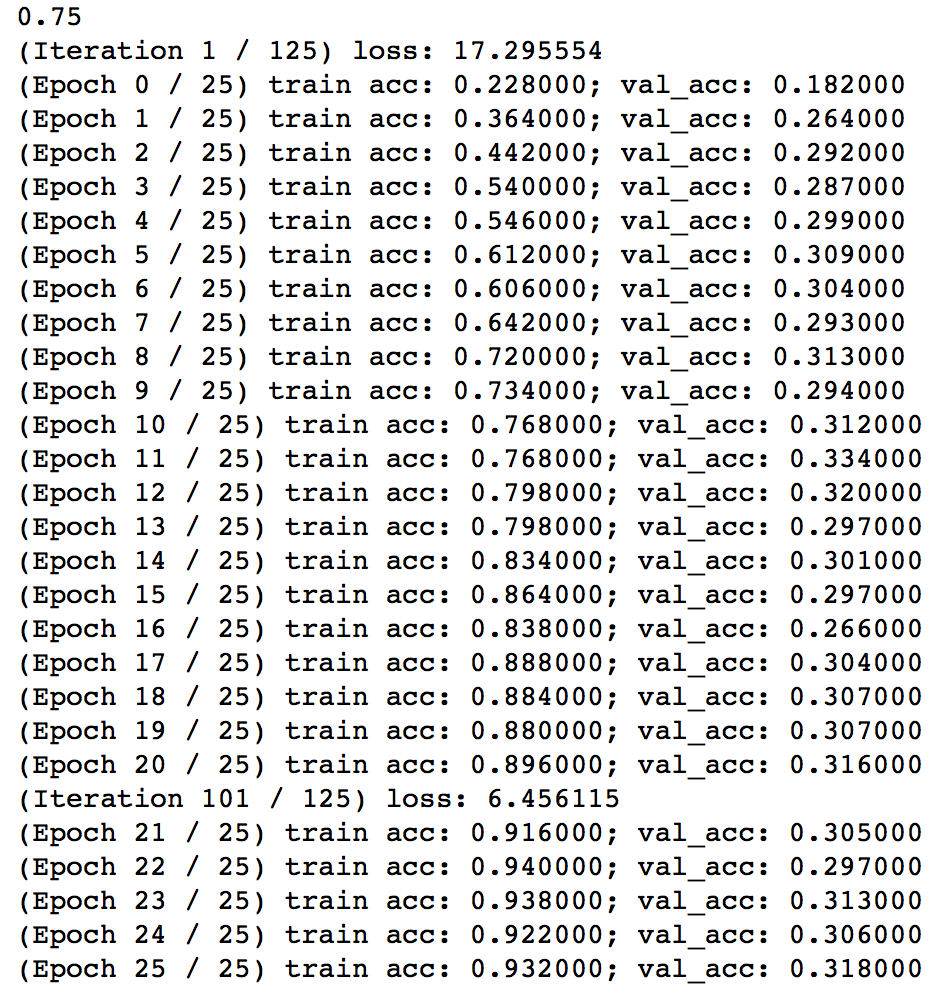 0.75
(Iteration 1 / 125) loss: 17.295554
(Epoch 0 / 25) train acc: 0.228000; val_acc: 0.182000
(Epoch 1 / 25) train acc: 0.364000; val_acc: 0.264000
(Epoch 2 / 25) train acc: 0.442000; val_acc: 0.292000
(Epoch 3 / 25) train acc: 0.540000; val_acc: 0.287000
(Epoch 4 / 25) train acc: 0.546000; val_acc: 0.299000
(Epoch 5 / 25) train acc: 0.612000; val_acc: 0.309000
(Epoch 6 / 25) train acc: 0.606000; val_acc: 0.304000
(Epoch 7 / 25) train acc: 0.642000; val_acc: 0.293000
(Epoch 8 / 25) train acc: 0.720000; val_acc: 0.313000
(Epoch 9 / 25) train acc: 0.734000; val_acc: 0.294000
(Epoch 10 / 25) train acc: 0.768000; val_acc: 0.312000
(Epoch 11 / 25) train acc: 0.768000; val_acc: 0.334000
(Epoch 12 / 25) train acc: 0.798000; val_acc: 0.320000
(Epoch 13 / 25) train acc: 0.798000; val_acc: 0.297000
(Epoch 14 / 25) train acc: 0.834000; val_acc: 0.301000
(Epoch 15 / 25) train acc: 0.864000; val_acc: 0.297000
(Epoch 16 / 25) train acc: 0.838000; val_acc: 0.266000
(Epoch 17 / 25) train acc: 0.888000; val_acc: 0.304000
(Epoch 18 / 25) train acc: 0.884000; val_acc: 0.307000
(Epoch 19 / 25) train acc: 0.880000; val_acc: 0.307000
(Epoch 20 / 25) train acc: 0.896000; val_acc: 0.316000
(Iteration 101 / 125) loss: 6.456115
(Epoch 21 / 25) train acc: 0.916000; val_acc: 0.305000
(Epoch 22 / 25) train acc: 0.940000; val_acc: 0.297000
(Epoch 23 / 25) train acc: 0.938000; val_acc: 0.313000
(Epoch 24 / 25) train acc: 0.922000; val_acc: 0.306000
(Epoch 25 / 25) train acc: 0.932000; val_acc: 0.318000